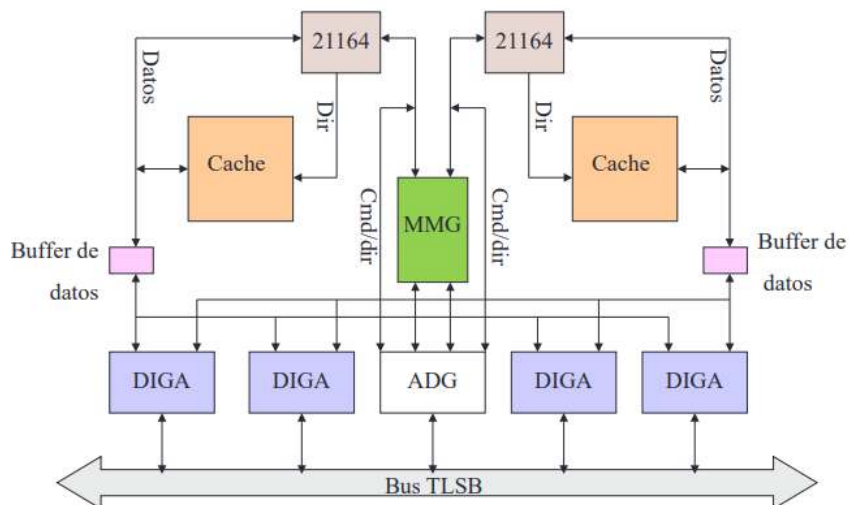 21164
21164
Datos
Dir
Cache
Cmd/dir
MMG
Cmd/dir
Dir
Cache
Datos
Buffer de
datos
Buffer de
datos
DIGA
DIGA
ADG
DIGA
DIGA
Bus TLSB